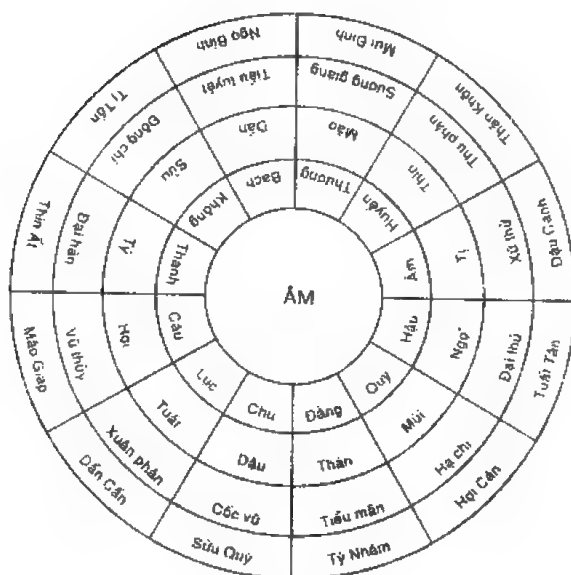 Ngọ Bính
Mùi Đinh
Thân Khôn
Dậu Canh
Tuất Tân
Hợi Càn
Tý Nhâm
Sửu Quý
Dần Cấn
Mão Giáp
Thìn Ất
Tị Tốn
Tiểu tuyết
Sương giáng
Thu phân
Xử thử
Đại thử
Hạ chí
Tiểu mãn
Cốc vũ
Xuân phân
Vũ thủy
Đại hàn
Đông chí
Dần
Mão
Thìn
Tị
Ngọ
Mùi
Thân
Dậu
Tuất
Hợi
Tý
Sửu
Bạch
Thường
Huyền
Âm
Hậu
Quý
Đằng
Chu
Lục
Câu
Thanh
Không
ÂM